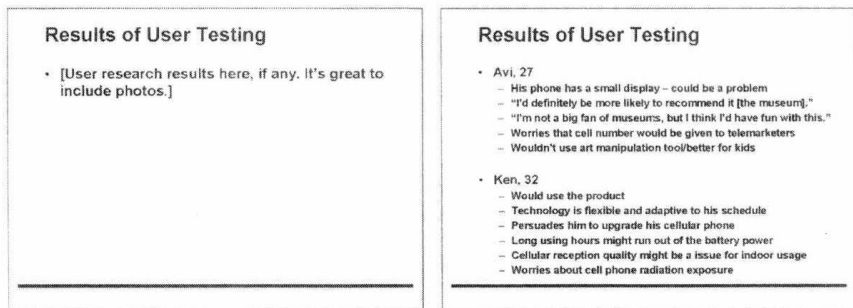 Results of User Testing
• [User research results here, if any. It's great to
include photos.]
Results of User Testing
• Avi, 27
– His phone has a small display – could be a problem
– "I'd definitely be more likely to recommend it [the museum]."
– "I'm not a big fan of museums, but I think I'd have fun with this."
– Worries that cell number would be given to telemarketers
– Wouldn't use art manipulation tool/better for kids
• Ken, 32
– Would use the product
– Technology is flexible and adaptive to his schedule
– Persuades him to upgrade his cellular phone
– Long using hours might run out of the battery power
– Cellular reception quality might be a issue for indoor usage
– Worries about cell phone radiation exposure